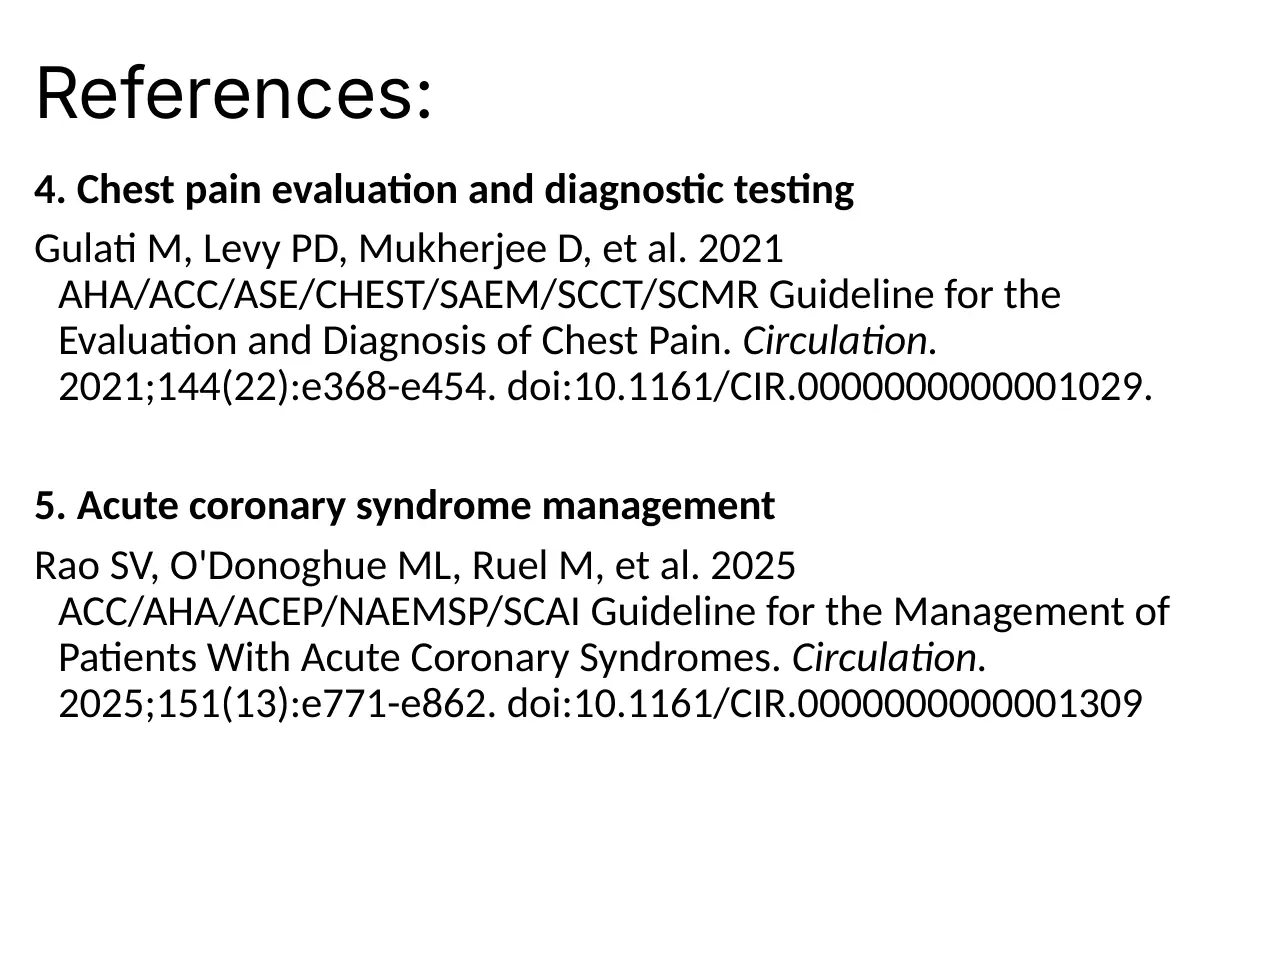 References:
4. Chest pain evaluation and diagnostic testing
Gulati M, Levy PD, Mukherjee D, et al. 2021
AHA/ACC/ASE/CHEST/SAEM/SCCT/SCMR Guideline for the
Evaluation and Diagnosis of Chest Pain. Circulation.
2021;144(22):e368-e454. doi:10.1161/CIR.0000000000001029.
5. Acute coronary syndrome management
Rao SV, O'Donoghue ML, Ruel M, et al. 2025
ACC/AHA/ACEP/NAEMSP/SCAI Guideline for the Management of
Patients With Acute Coronary Syndromes. Circulation.
2025;151(13):e771-e862. doi:10.1161/CIR.0000000000001309